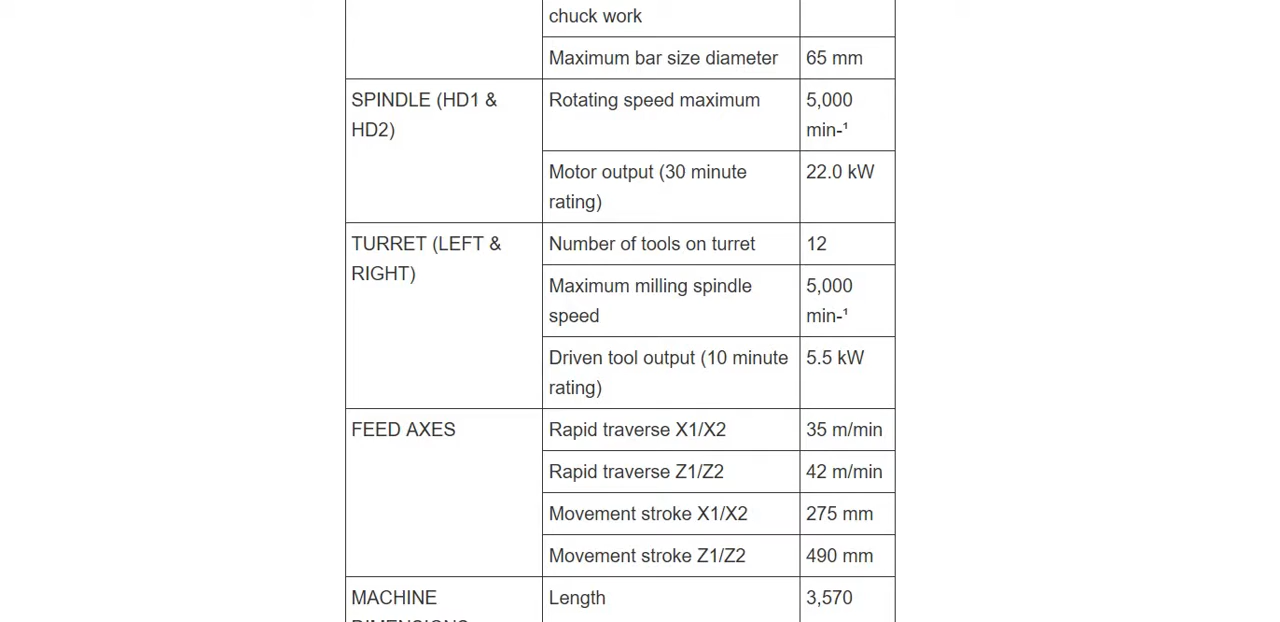 chuck work
Maximum bar size diameter 65 mm
SPINDLE (HD1 & Rotating speed maximum 5,000
HD2) min-¹
Motor output (30 minute 22.0 kW
rating)
TURRET (LEFT & Number of tools on turret 12
RIGHT)
Maximum milling spindle 5,000
speed min-¹
Driven tool output (10 minute 5.5 kW
rating)
FEED AXES Rapid traverse X1/X2 35 m/min
Rapid traverse Z1/Z2 42 m/min
Movement stroke X1/X2 275 mm
Movement stroke Z1/Z2 490 mm
MACHINE Length 3,570